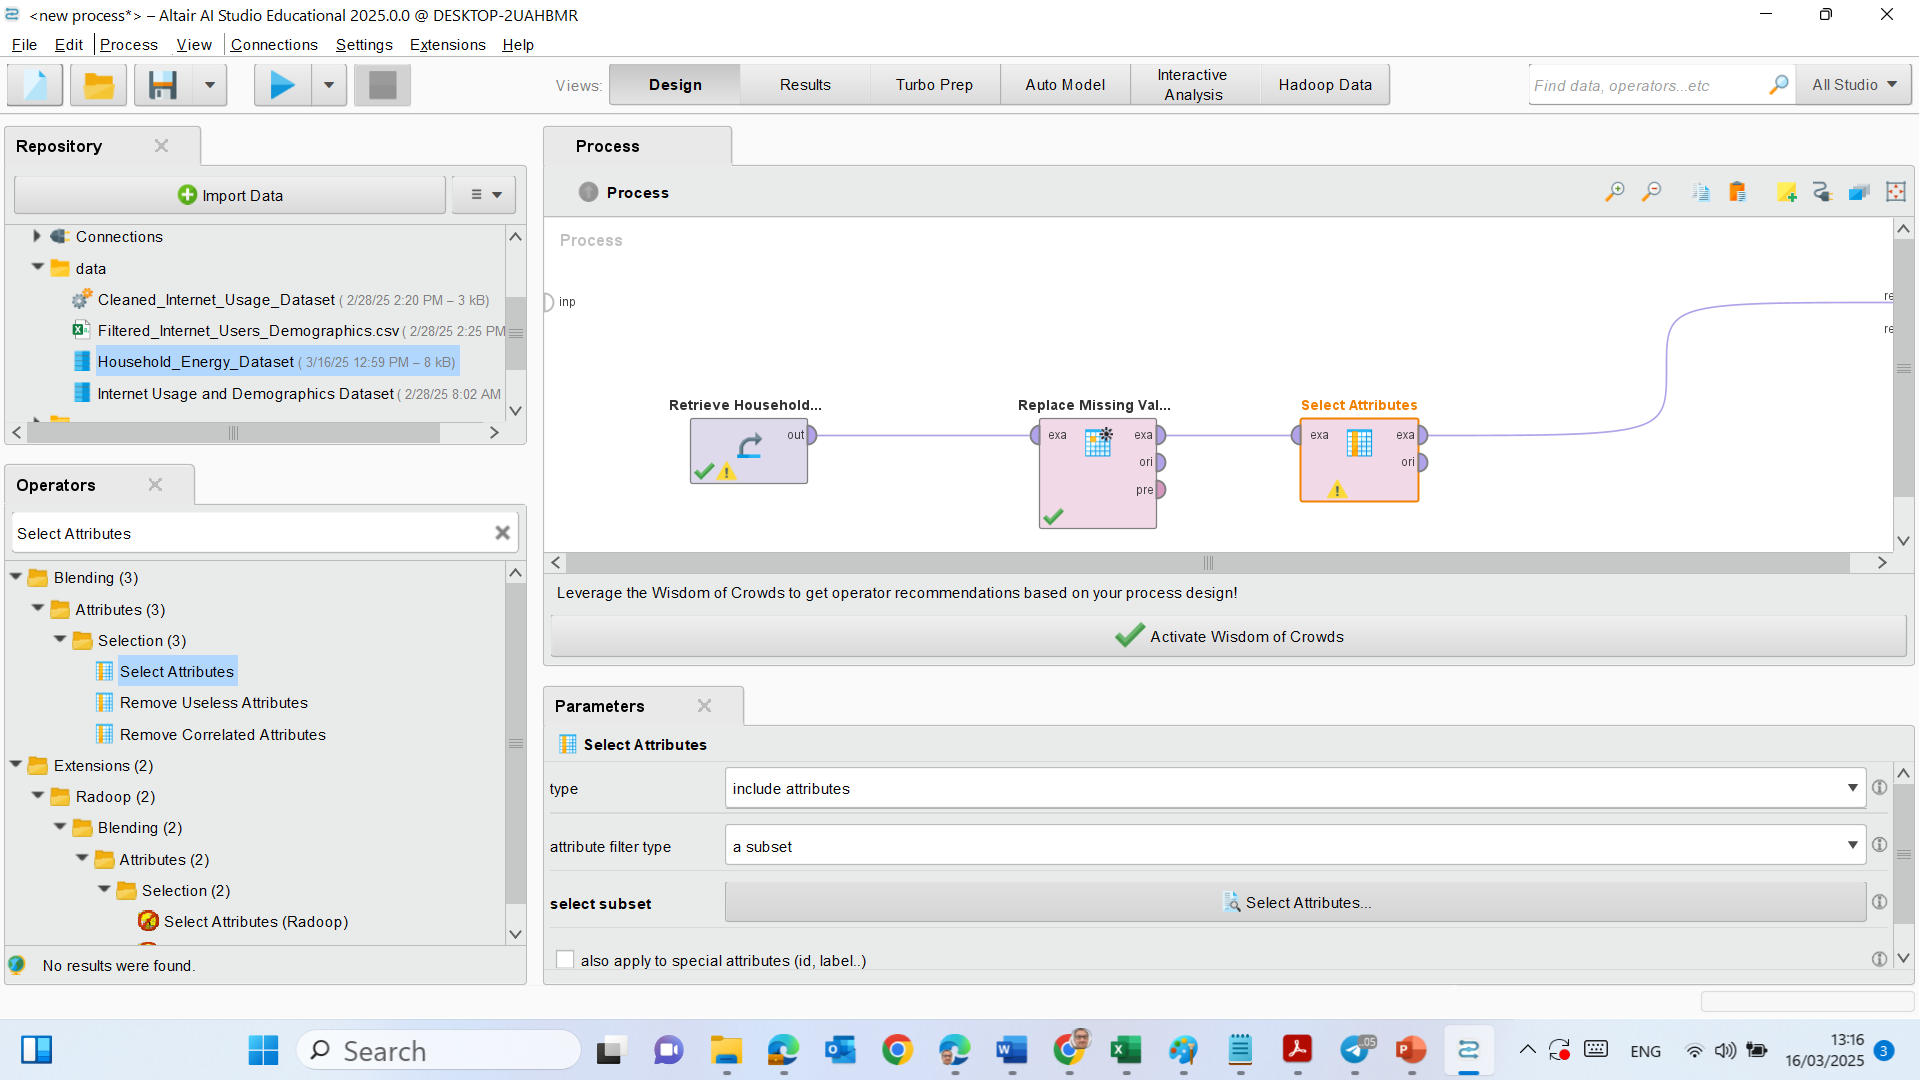 <new process*> – Altair AI Studio Educational 2025.0.0 @ DESKTOP-2UAHBMR
File Edit Process View Connections Settings Extensions Help
Views: Design Results Turbo Prep Auto Model Interactive Analysis Hadoop Data
Find data, operators...etc All Studio
Repository
Import Data
Connections
data
Cleaned_Internet_Usage_Dataset ( 2/28/25 2:20 PM – 3 kB)
Filtered_Internet_Users_Demographics.csv ( 2/28/25 2:25 PM
Household_Energy_Dataset ( 3/16/25 12:59 PM – 8 kB)
Internet Usage and Demographics Dataset ( 2/28/25 8:02 AM
Operators
Select Attributes
Blending (3)
Attributes (3)
Selection (3)
Select Attributes
Remove Useless Attributes
Remove Correlated Attributes
Extensions (2)
Radoop (2)
Blending (2)
Attributes (2)
Selection (2)
Select Attributes (Radoop)
No results were found.
Process
Process
Process
inp
re
re
Retrieve Household...
out
Replace Missing Val...
exa exa
ori
pre
Select Attributes
exa exa
ori
Leverage the Wisdom of Crowds to get operator recommendations based on your process design!
Activate Wisdom of Crowds
Parameters
Select Attributes
type include attributes
attribute filter type a subset
select subset Select Attributes...
also apply to special attributes (id, label..)
Search
..05
ENG
13:16
16/03/2025
3